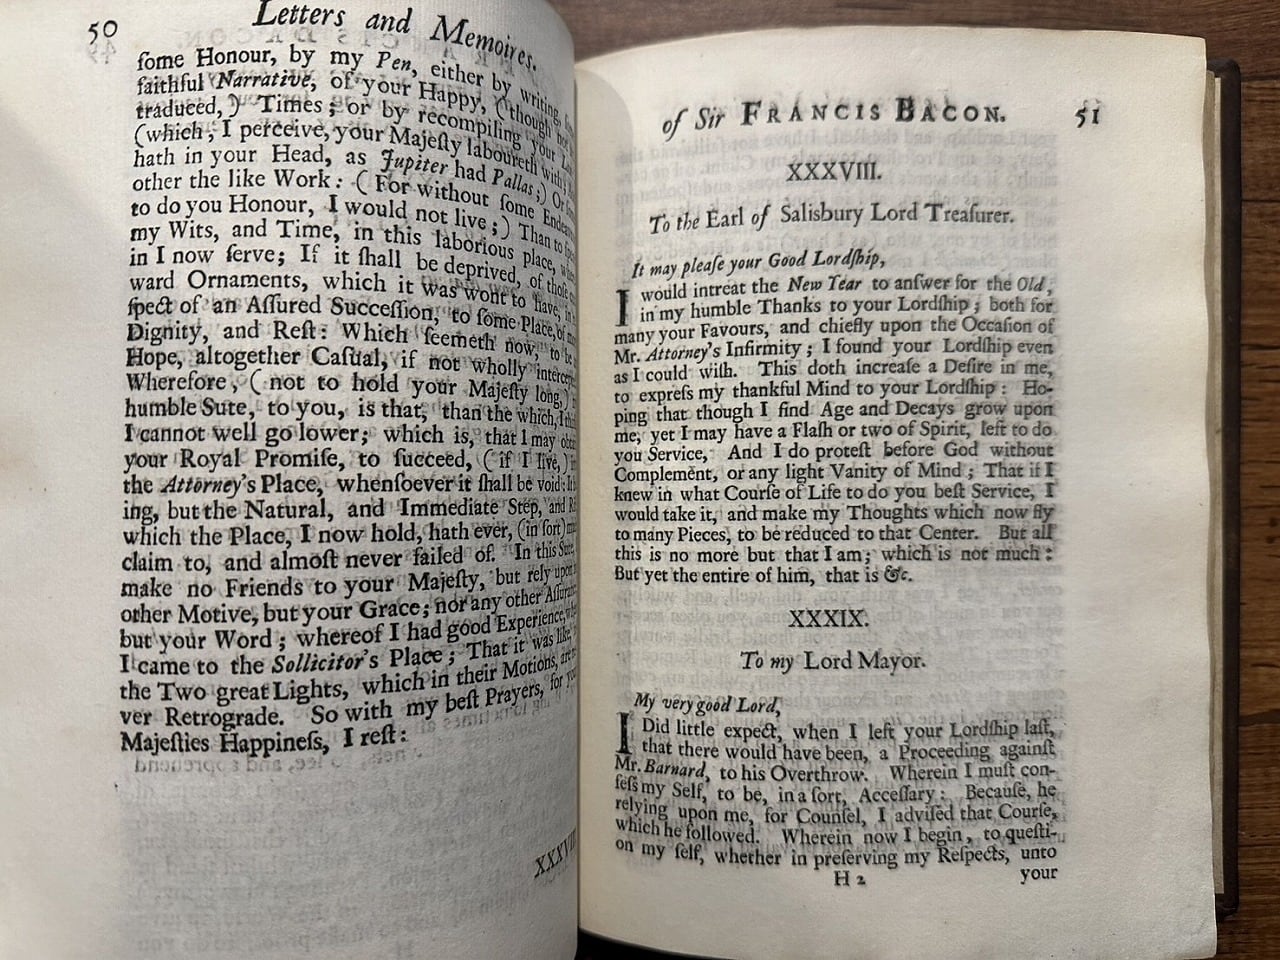 50
Letters and Memoires.
ſome Honour, by my Pen, either by writing,
faithful Narrative, of your Happy, (though not
traduced,) Times; or by recompiling your
(which, I perceive, your Majeſty laboureth with;
hath in your Head, as Jupiter had Pallas;) Or
other the like Work: (For without ſome
to do you Honour, I would not live;) Than to
my Wits, and Time, in this laborious place,
in I now ſerve; If it ſhall be deprived, of thoſe
ward Ornaments, which it was wont to have,
ſpect of an Aſſured Succeſſion, to ſome Place, of
Dignity, and Reſt: Which ſeemeth now, to be
Hope, altogether Caſual, if not wholly
Wherefore, (not to hold your Majeſty long,)
humble Sute, to you, is that, than the which,
I cannot well go lower; which is, that I may
your Royal Promiſe, to ſucceed, (if I live,)
the Attorney's Place, whenſoever it ſhall be void:
ing, but the Natural, and Immediate Step, and
which the Place, I now hold, hath ever, (in ſort)
claim to, and almoſt never failed of. In this Sute,
make no Friends to your Majeſty, but rely upon
other Motive, but your Grace; nor any other
but your Word; whereof I had good Experience,
I came to the Sollicitor's Place; That it was like,
the Two great Lights, which in their Motions, are
ver Retrograde. So with my beſt Prayers, for
Majeſties Happineſs, I reſt:
of Sir FRANCIS BACON. 51
XXXVIII.
To the Earl of Salisbury Lord Treaſurer.
It may pleaſe your Good Lordſhip,
I would intreat the New Year to anſwer for the Old,
in my humble Thanks to your Lordſhip; both for
many your Favours, and chiefly upon the Occaſion of
Mr. Attorney's Infirmity; I found your Lordſhip even
as I could wiſh. This doth increaſe a Deſire in me,
to expreſs my thankful Mind to your Lordſhip: Ho-
ping that though I find Age and Decays grow upon
me, yet I may have a Flaſh or two of Spirit, left to do
you Service, And I do proteſt before God without
Complement, or any light Vanity of Mind; That if I
knew in what Courſe of Life to do you beſt Service, I
would take it, and make my Thoughts which now fly
to many Pieces, to be reduced to that Center. But all
this is no more but that I am; which is not much:
But yet the entire of him, that is &c.
XXXIX.
To my Lord Mayor.
My very good Lord,
I Did little expect, when I left your Lordſhip laſt,
that there would have been, a Proceeding againſt
Mr. Barnard, to his Overthrow. Wherein I muſt con-
feſs my Self, to be, in a ſort, Acceſſary: Becauſe, he
relying upon me, for Counſel, I adviſed that Courſe,
which he followed. Wherein now I begin, to queſti-
on my ſelf, whether in preſerving my Reſpects, unto
H 2 your